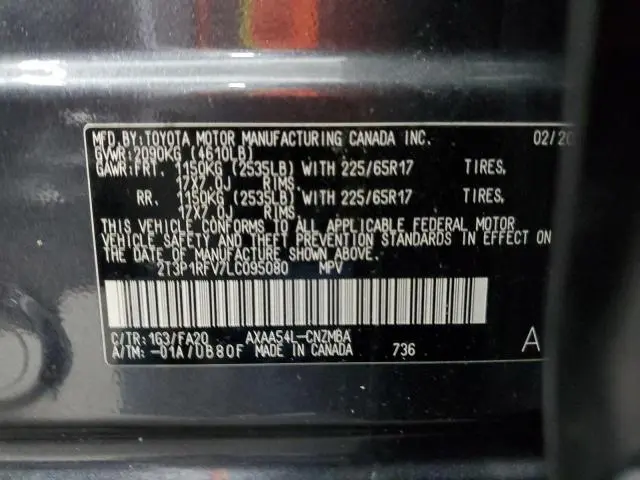 MFD.BY:TOYOTA MOTOR MANUFACTURING CANADA INC. 02/20
GVWR:2090KG (4610LB)
GAWR:FRT. 1150KG (2535LB) WITH 225/65R17 TIRES,
17X7.0J RIMS,
RR. 1150KG (2535LB) WITH 225/65R17 TIRES,
17X7.0J RIMS,
THIS VEHICLE CONFORMS TO ALL APPLICABLE FEDERAL MOTOR
VEHICLE SAFETY AND THEFT PREVENTION STANDARDS IN EFFECT ON
THE DATE OF MANUFACTURE SHOWN ABOVE.
2T3P1RFV7LC095080 MPV
C/TR:1G3/FA20 AXAA54L-CNZMBA A
A/TM:-01A/UB80F MADE IN CANADA 736